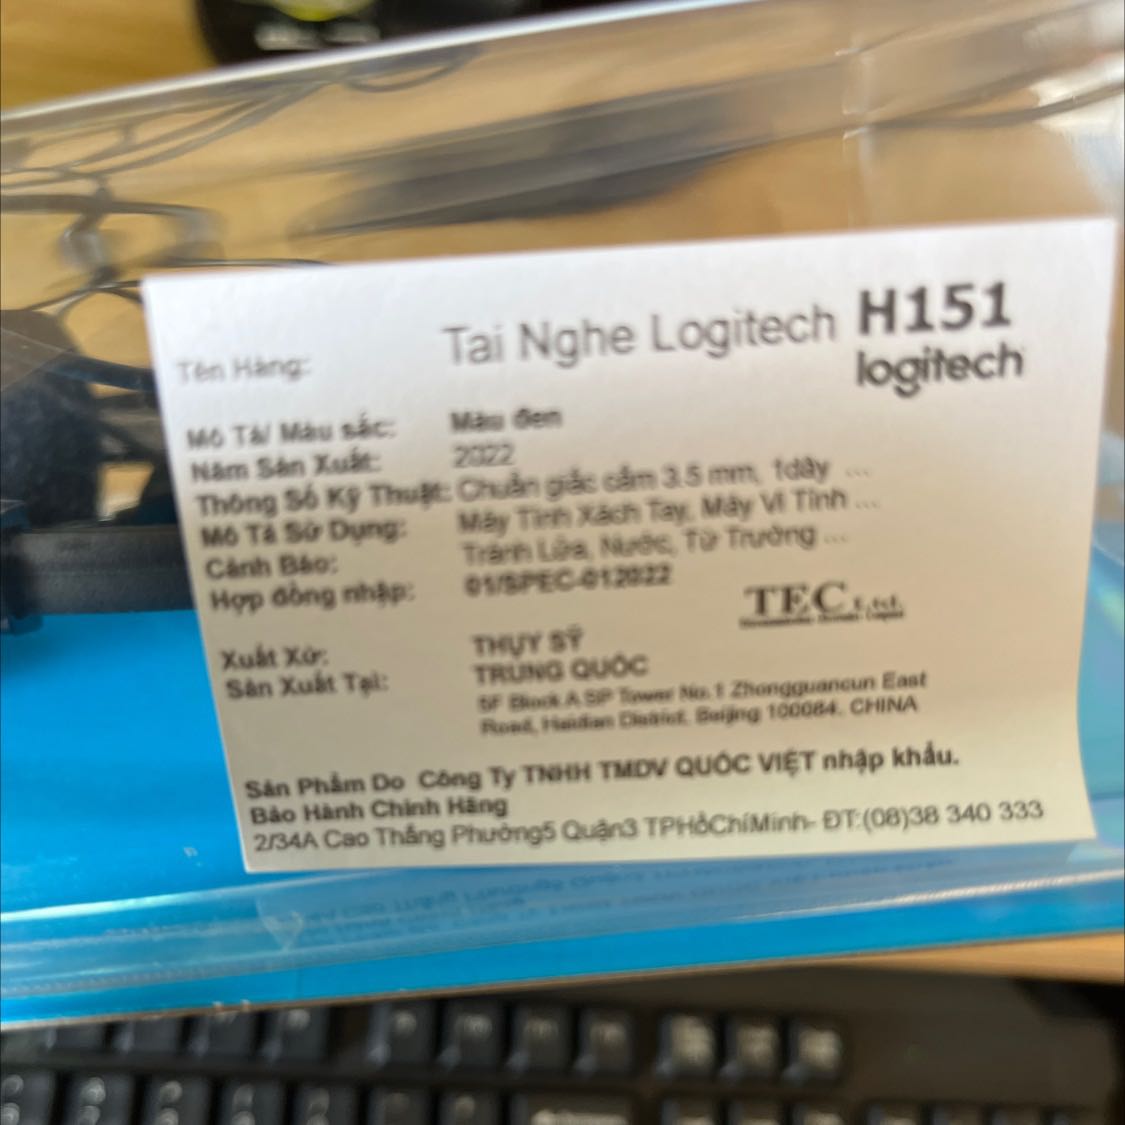 Tên Hàng: Tai Nghe Logitech H151
logitech
Mô Tả/ Màu sắc: Màu đen
Năm Sản Xuất: 2022
Thông Số Kỹ Thuật: Chuẩn giắc cắm 3.5 mm, 1dây ...
Mô Tả Sử Dụng: Máy Tính Xách Tay, Máy Vi Tính ...
Cảnh Báo: Tránh Lửa, Nước, Từ Trường ...
Hợp đồng nhập: 01/SPEC-012022
TEC Ltd.
Xuất Xứ: THỤY SỸ
Sản Xuất Tại: TRUNG QUỐC
5F Block A SP Tower No.1 Zhongguancun East
Road, Haidian District, Beijing 100084. CHINA
Sản Phẩm Do Công Ty TNHH TMDV QUỐC VIỆT nhập khẩu.
Bảo Hành Chính Hãng
2/34A Cao Thắng Phường5 Quận3 TPHồChíMinh- ĐT:(08)38 340 333